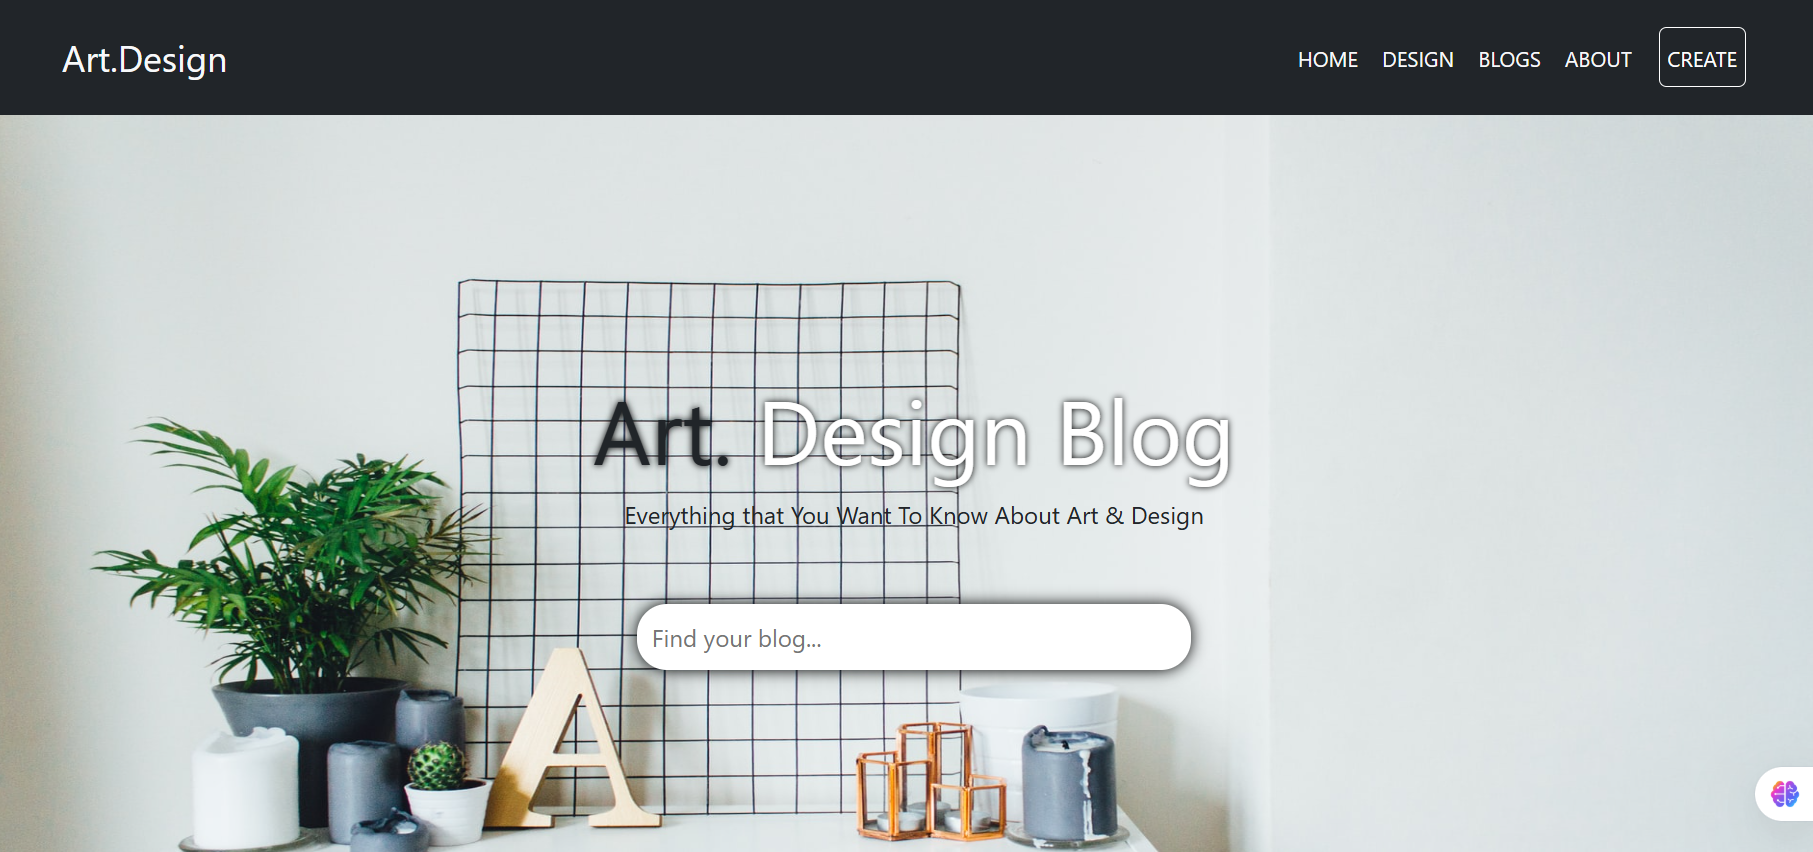 Art.Design
HOME DESIGN BLOGS ABOUT CREATE
Art. Design Blog
Everything that You Want To Know About Art & Design
Find your blog...
A